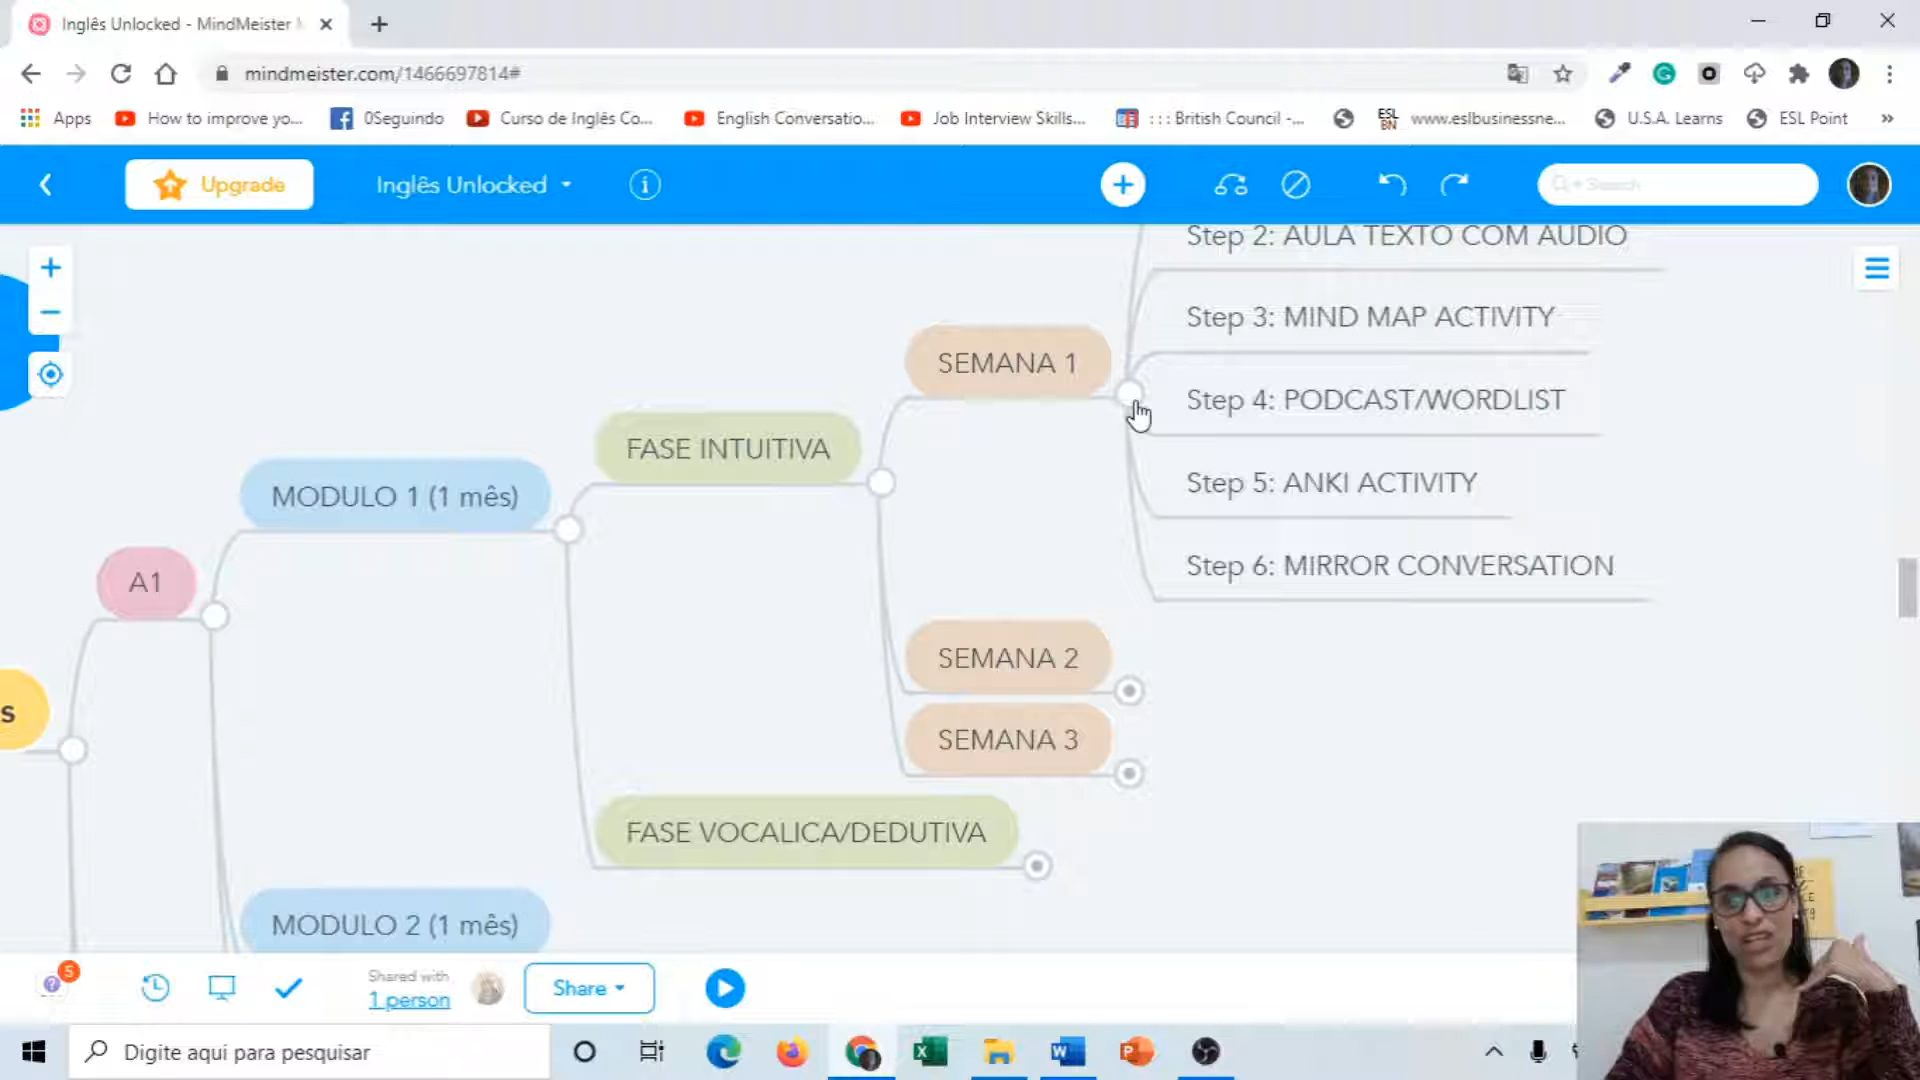 Inglês Unlocked - MindMeister
mindmeister.com/1466697814#
Apps
How to improve yo...
0Seguindo
Curso de Inglês Co...
English Conversatio...
Job Interview Skills...
: : : British Council -...
ESL
BN
www.eslbusinessne...
U.S.A. Learns
ESL Point
»
Upgrade
Inglês Unlocked
Search
Step 2: AULA TEXTO COM AUDIO
Step 3: MIND MAP ACTIVITY
SEMANA 1
Step 4: PODCAST/WORDLIST
FASE INTUITIVA
Step 5: ANKI ACTIVITY
MODULO 1 (1 mês)
Step 6: MIRROR CONVERSATION
A1
SEMANA 2
s
SEMANA 3
FASE VOCALICA/DEDUTIVA
MODULO 2 (1 mês)
5
Shared with
1 person
Share
Digite aqui para pesquisar